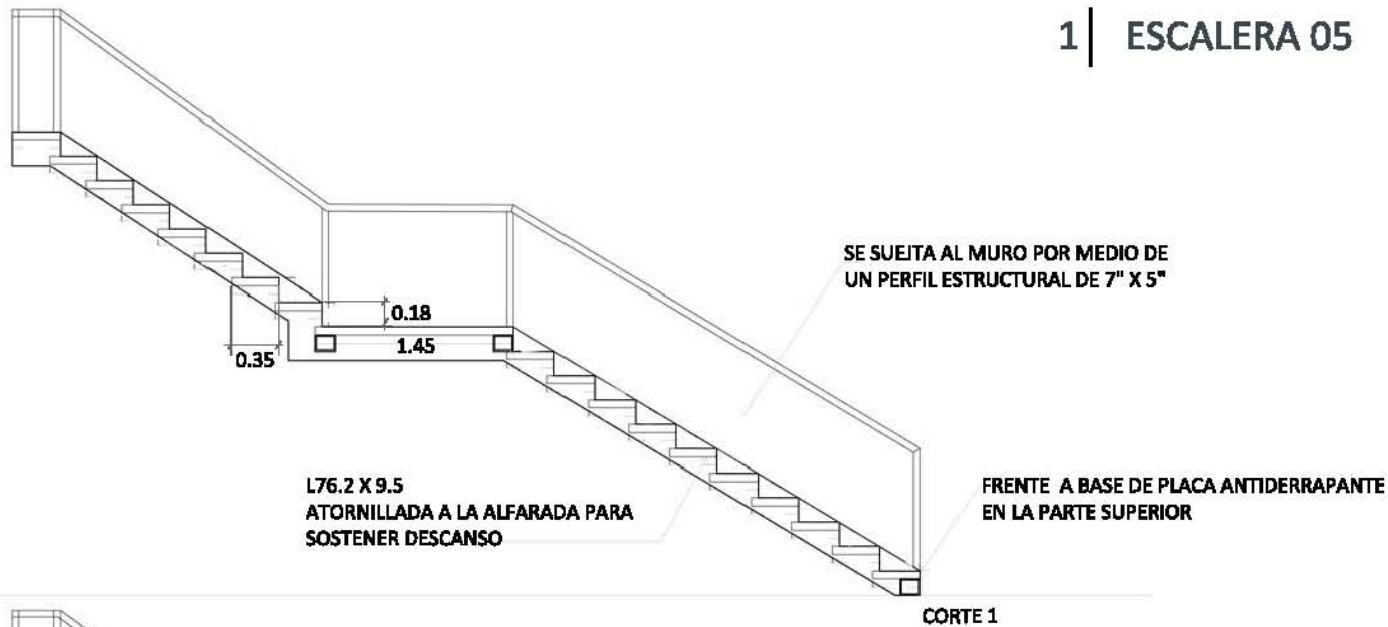 1 | ESCALERA 05
SE SUEJTA AL MURO POR MEDIO DE
UN PERFIL ESTRUCTURAL DE 7" X 5"
0.18
1.45
0.35
L76.2 X 9.5
ATORNILLADA A LA ALFARADA PARA
SOSTENER DESCANSO
FRENTE A BASE DE PLACA ANTIDERRAPANTE
EN LA PARTE SUPERIOR
CORTE 1